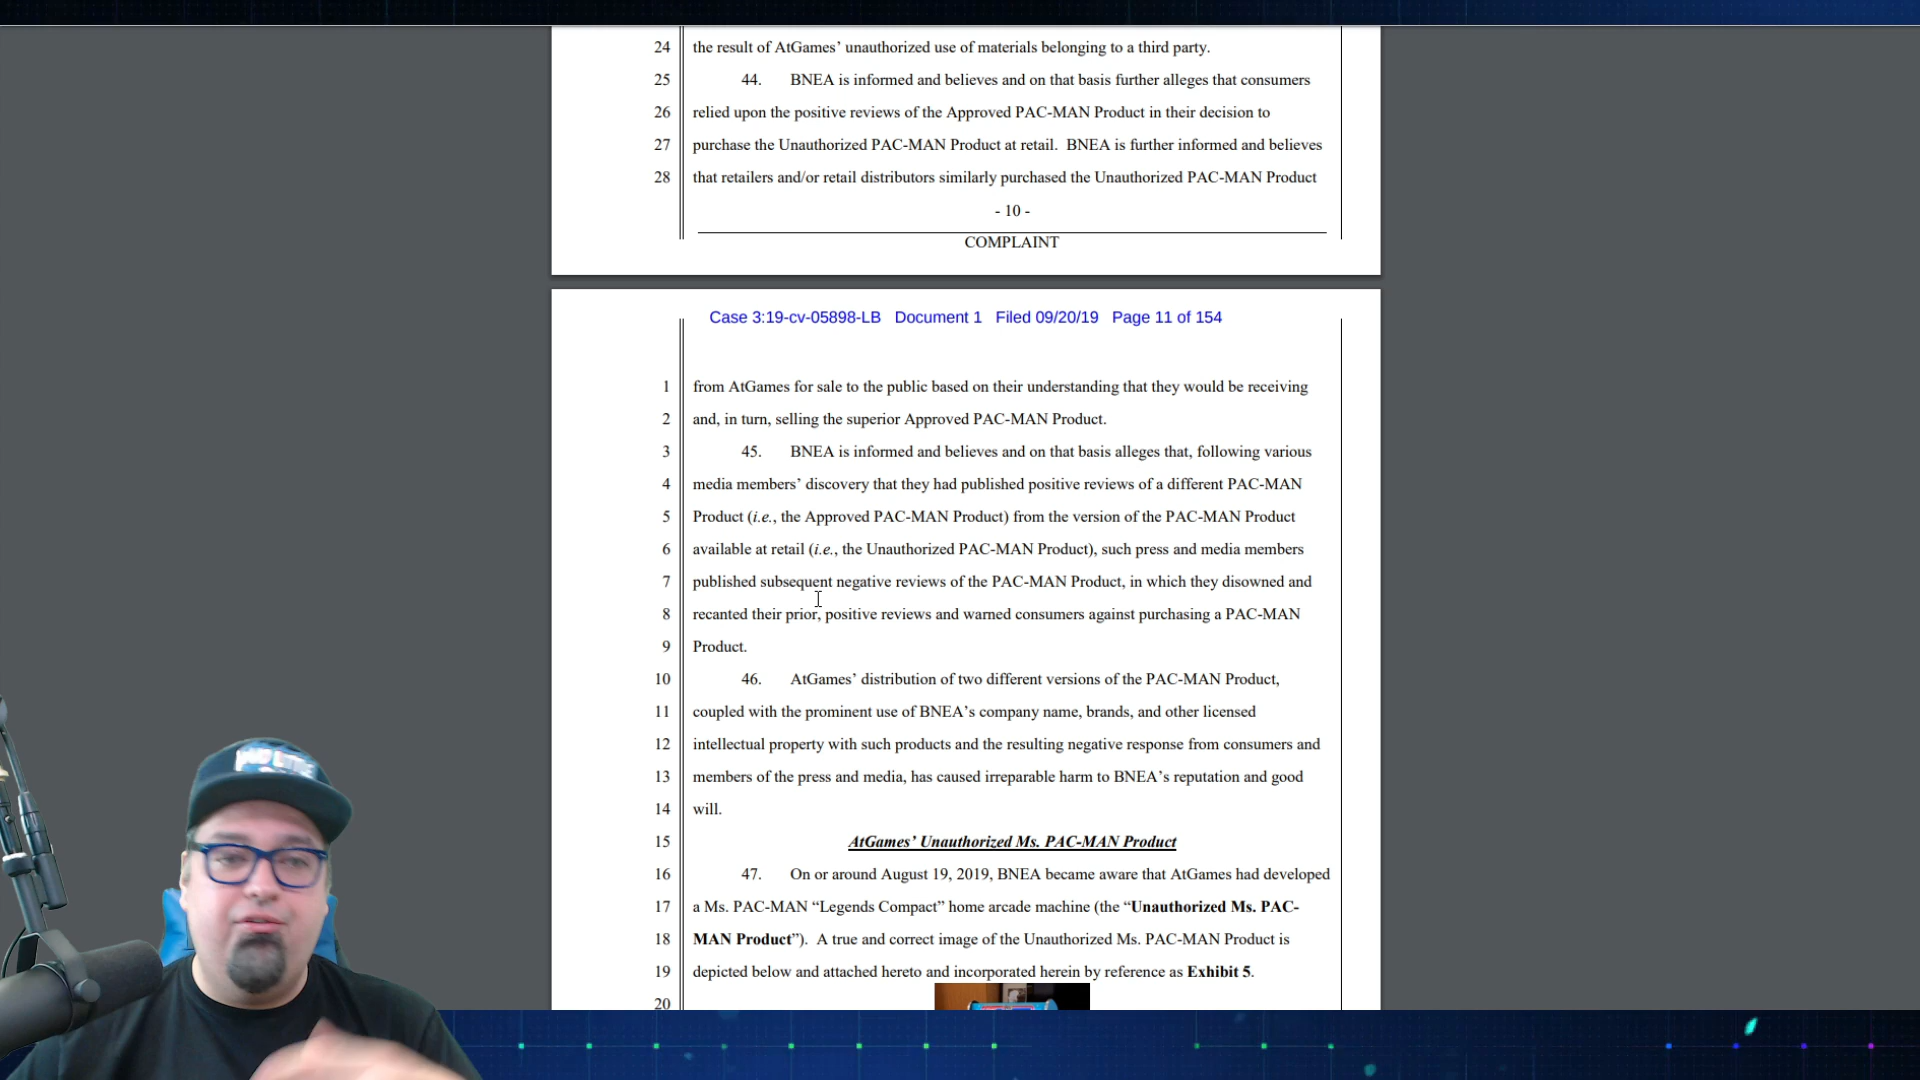 24 the result of AtGames’ unauthorized use of materials belonging to a third party.
25 44. BNEA is informed and believes and on that basis further alleges that consumers
26 relied upon the positive reviews of the Approved PAC-MAN Product in their decision to
27 purchase the Unauthorized PAC-MAN Product at retail. BNEA is further informed and believes
28 that retailers and/or retail distributors similarly purchased the Unauthorized PAC-MAN Product
- 10 -
COMPLAINT
Case 3:19-cv-05898-LB Document 1 Filed 09/20/19 Page 11 of 154
1 from AtGames for sale to the public based on their understanding that they would be receiving
2 and, in turn, selling the superior Approved PAC-MAN Product.
3 45. BNEA is informed and believes and on that basis alleges that, following various
4 media members’ discovery that they had published positive reviews of a different PAC-MAN
5 Product (i.e., the Approved PAC-MAN Product) from the version of the PAC-MAN Product
6 available at retail (i.e., the Unauthorized PAC-MAN Product), such press and media members
7 published subsequent negative reviews of the PAC-MAN Product, in which they disowned and
8 recanted their prior, positive reviews and warned consumers against purchasing a PAC-MAN
9 Product.
10 46. AtGames’ distribution of two different versions of the PAC-MAN Product,
11 coupled with the prominent use of BNEA’s company name, brands, and other licensed
12 intellectual property with such products and the resulting negative response from consumers and
13 members of the press and media, has caused irreparable harm to BNEA’s reputation and good
14 will.
15 AtGames’ Unauthorized Ms. PAC-MAN Product
16 47. On or around August 19, 2019, BNEA became aware that AtGames had developed
17 a Ms. PAC-MAN “Legends Compact” home arcade machine (the “Unauthorized Ms. PAC-
18 MAN Product”). A true and correct image of the Unauthorized Ms. PAC-MAN Product is
19 depicted below and attached hereto and incorporated herein by reference as Exhibit 5.
20